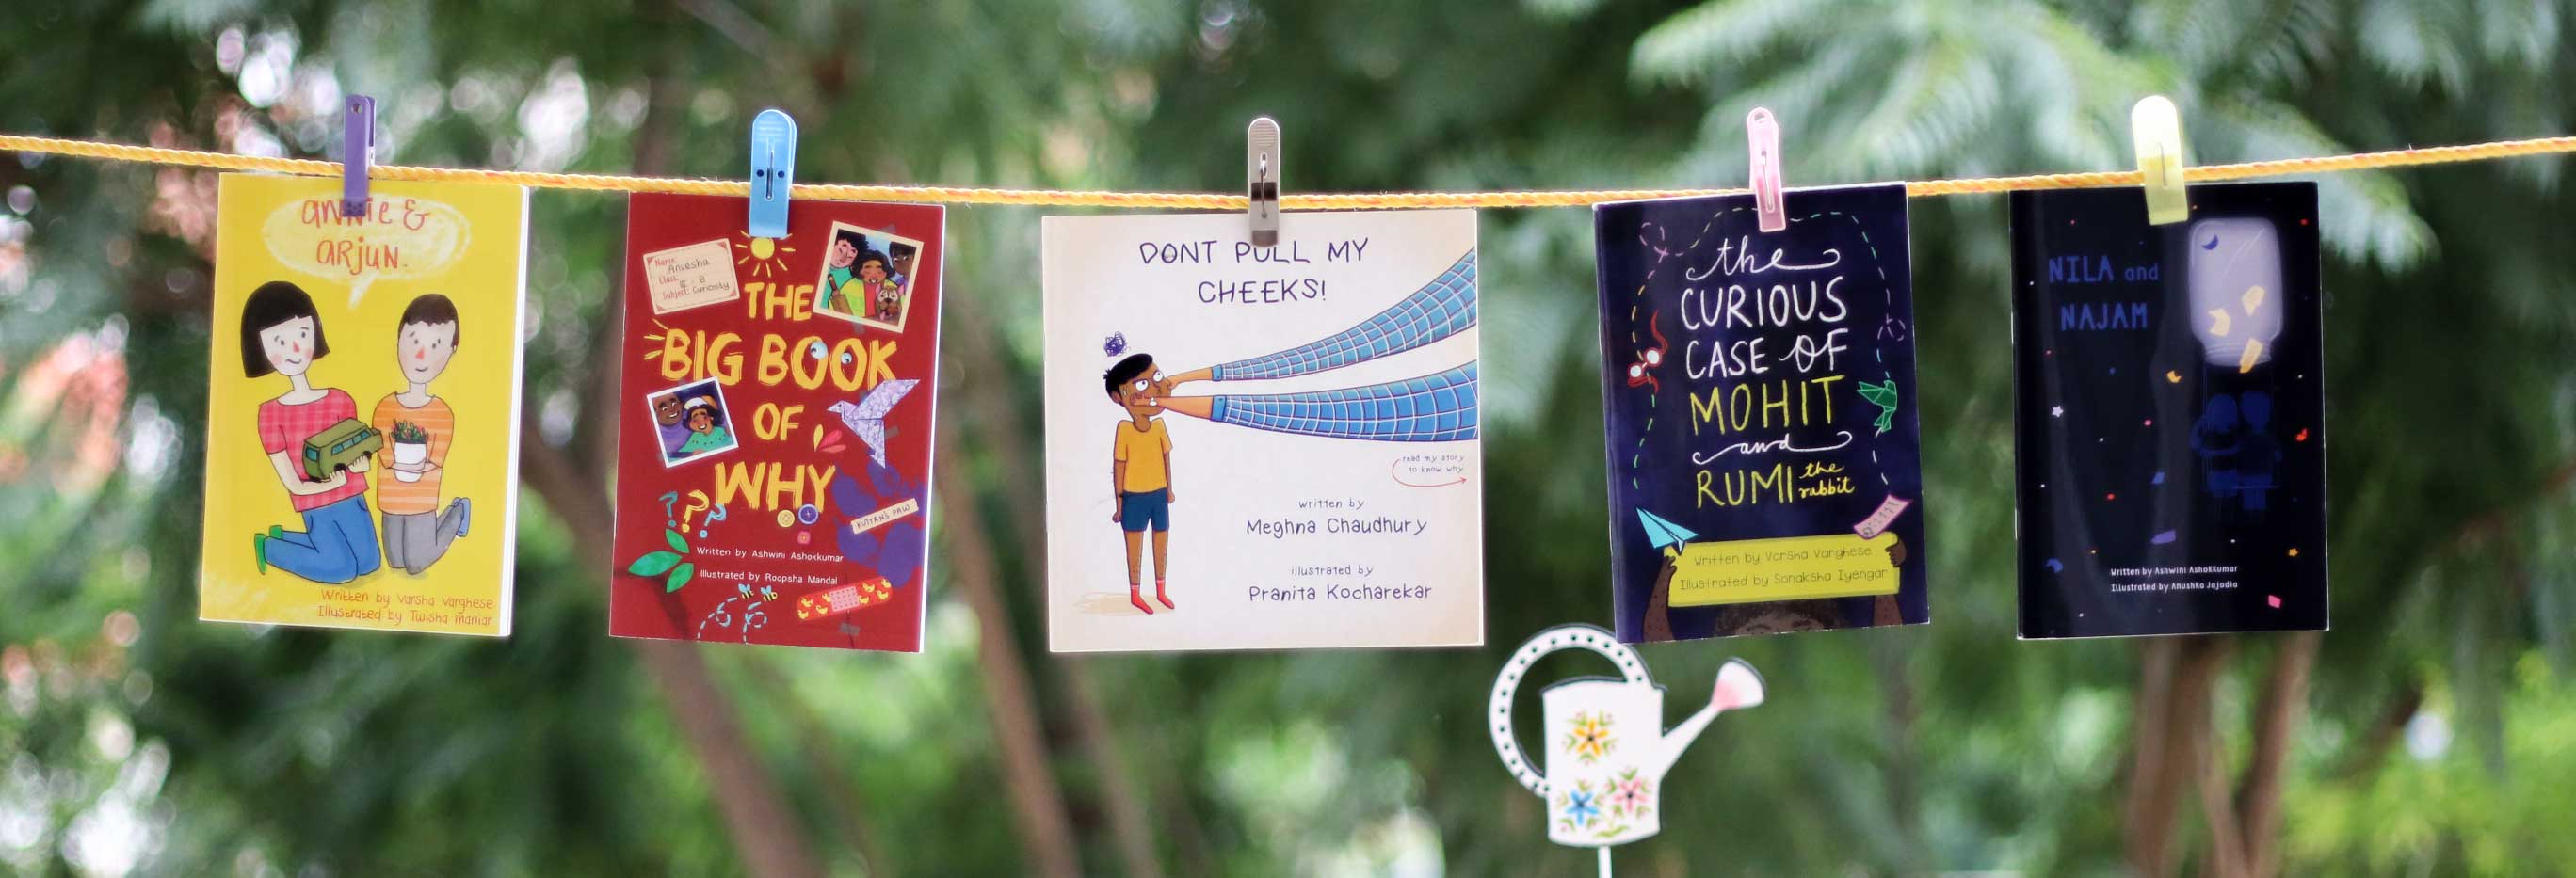 annie &
arjun.
Written by Varsha Varghese
Illustrated by Twisha Maniar
Name:
Anvesha
Class:
8 - B
Subject: Curiosity
THE
BIG BOOK
OF
WHY
???
KUTTAN'S PAW
Written by Ashwini Ashokkumar
Illustrated by Roopsha Mandal
DONT PULL MY
CHEEKS!
read my story
to know why
written by
Meghna Chaudhury
illustrated by
Pranita Kocharekar
the
CURIOUS
CASE OF
MOHIT
and
RUMI the
rabbit
Written by Varsha Varghese
Illustrated by Sonaksha Iyengar
NILA and
NAJAM
Written by Ashwini Ashokkumar
Illustrated by Anushka Jajodia